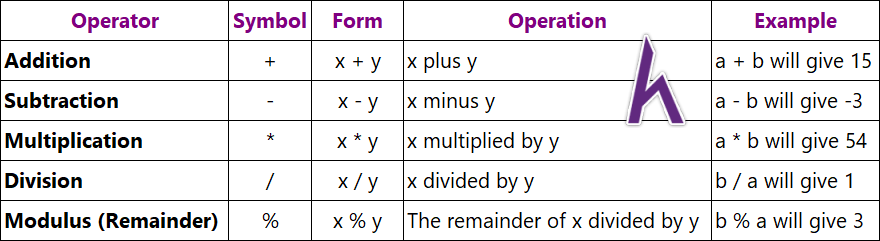 Operator Symbol Form Operation Example
Addition + x + y x plus y a + b will give 15
Subtraction - x - y x minus y a - b will give -3
Multiplication * x * y x multiplied by y a * b will give 54
Division / x / y x divided by y b / a will give 1
Modulus (Remainder) % x % y The remainder of x divided by y b % a will give 3